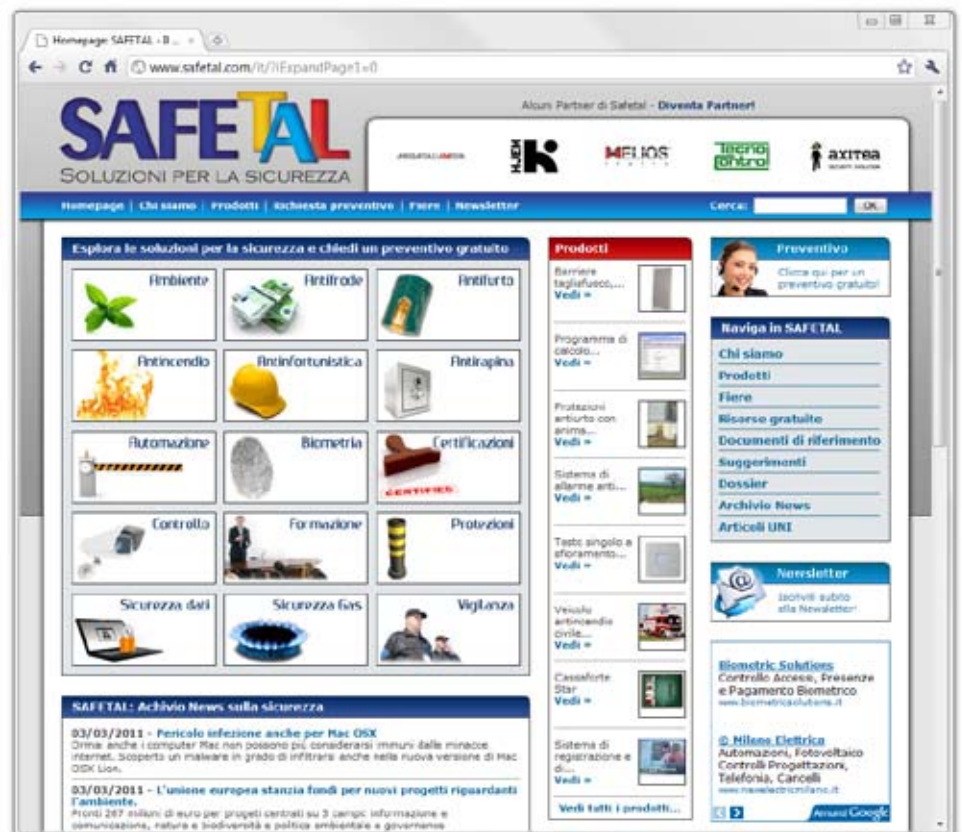 Homepage SAFETAL - B...
www.safetal.com/it/?iExpandPage1=0
SAFETAL
SOLUZIONI PER LA SICUREZZA
Alcuni Partner di Safetal - Diventa Partner!
HJEM
K
HELIOS
Tecno
Control
axitea
Homepage | Chi siamo | Prodotti | Richiesta preventivo | Fiere | Newsletter
Cerca:
OK
Esplora le soluzioni per la sicurezza e chiedi un preventivo gratuito
Ambiente
Antifrode
Antifurto
Antincendio
Antinfortunistica
Antirapina
Automazione
Biometria
Certificazioni
CERTIFIED
Controllo
Formazione
Protezioni
Sicurezza dati
Sicurezza Gas
Vigilanza
SAFETAL: Achivio News sulla sicurezza
03/03/2011 - Pericolo infezione anche per Mac OSX
Ormai anche i computer Mac non possono più considerarsi immuni dalle minacce
internet. Scoperto un malware in grado di infiltrarsi anche nella nuova versione di Mac
OSX Lion.
03/03/2011 - L'unione europea stanzia fondi per nuovi progetti riguardanti
l'ambiente.
Pronti 267 milioni di euro per progetti centrati su 3 campi: informazione e
comunicazione, natura e biodiversità e politica ambientale e governance
Prodotti
Barriere
tagliafuoco,...
Vedi »
Programma di
calcolo...
Vedi »
Protezioni
antiurto con
anima...
Vedi »
Sistema di
allarme anti...
Vedi »
Tasto singolo a
sfioramento...
Vedi »
Veicolo
antincendio
civile...
Vedi »
Cassaforte
Star
Vedi »
Sistema di
registrazione e
di...
Vedi »
Vedi tutti i prodotti...
Preventivo
Clicca qui per un
preventivo gratuito!
Naviga in SAFETAL
Chi siamo
Prodotti
Fiere
Risorse gratuite
Documenti di riferimento
Suggerimenti
Dossier
Archivio News
Articoli UNI
Newsletter
Iscriviti subito
alla Newsletter!
Biometric Solutions
Controllo Accessi, Presenze
e Pagamento Biometrico
www.biometricsolutions.it
® Milano Elettrica
Automazioni, Fotovoltaico
Controlli Progettazioni,
Telefonia, Cancelli
www.newelectricmilano.it
Annunci Google